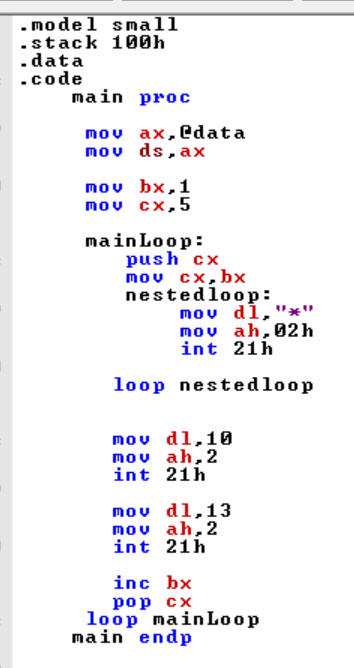 .model small
.stack 100h
.data
.code
main proc
mov ax,@data
mov ds,ax
mov bx,1
mov cx,5
mainLoop:
push cx
mov cx,bx
nestedloop:
mov dl,"*"
mov ah,02h
int 21h
loop nestedloop
mov dl,10
mov ah,2
int 21h
mov dl,13
mov ah,2
int 21h
inc bx
pop cx
loop mainLoop
main endp